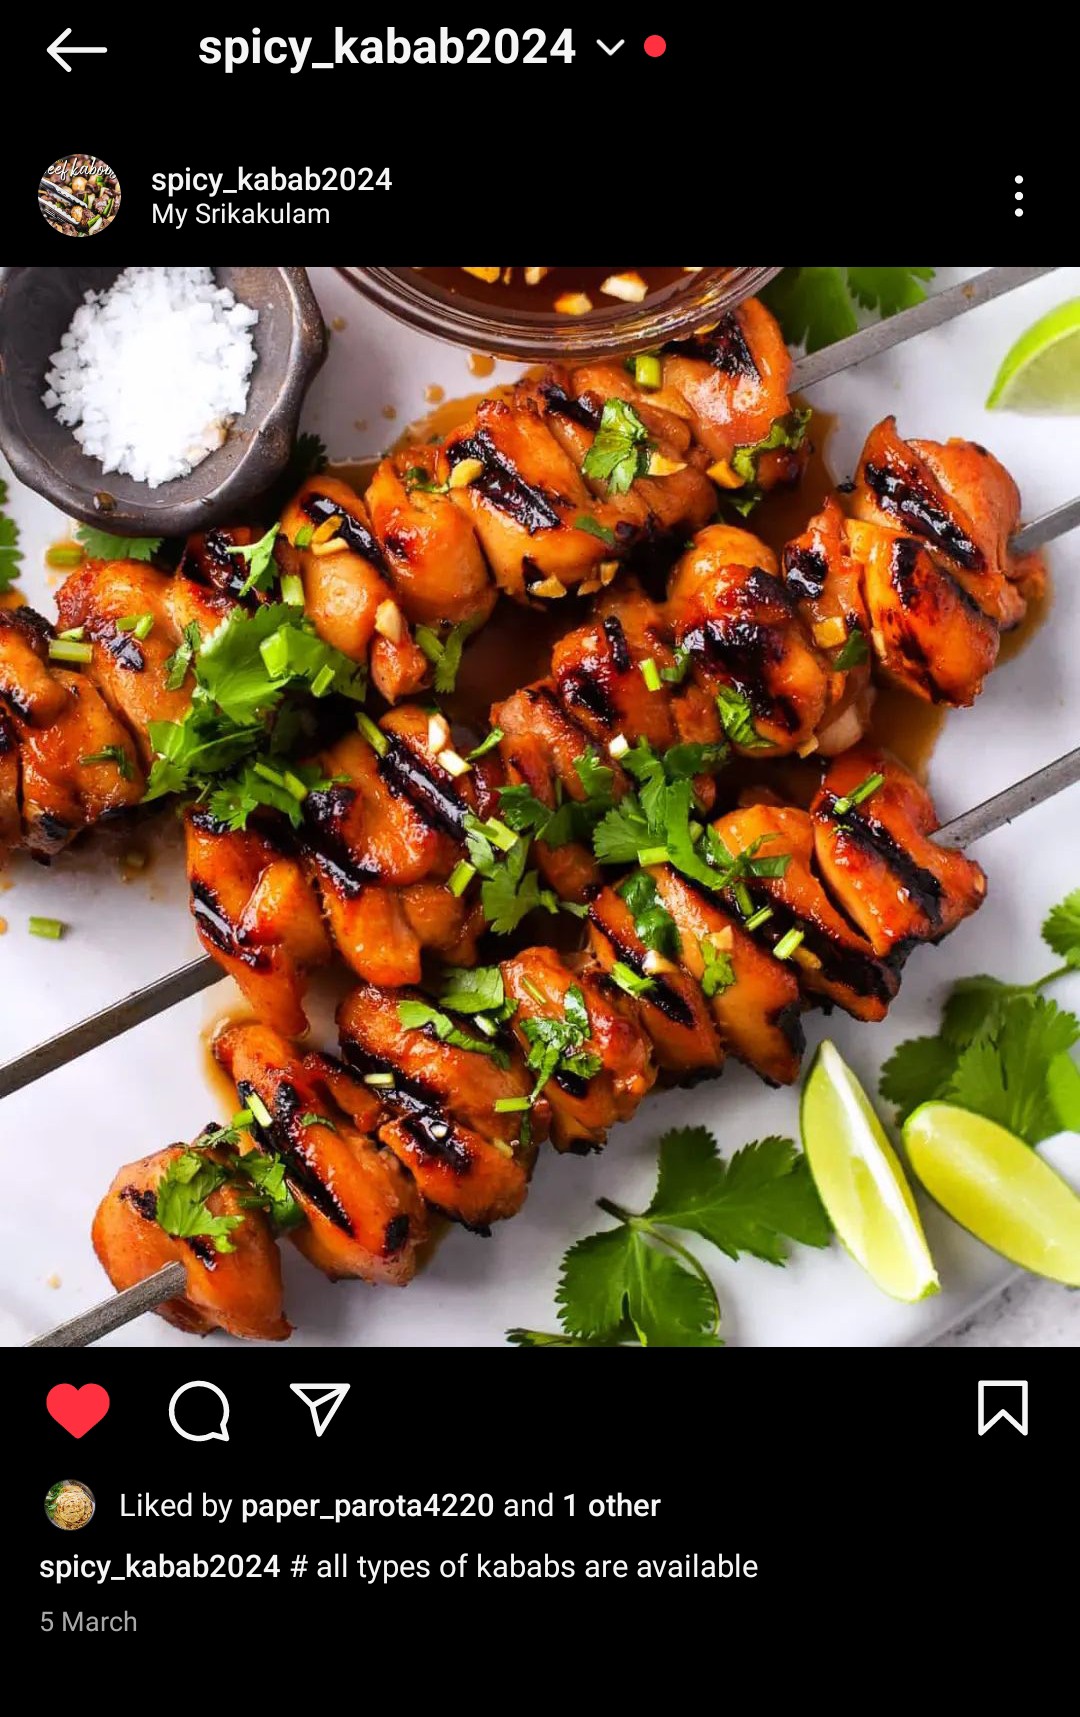 spicy_kabab2024
spicy_kabab2024
My Srikakulam
Liked by paper_parota4220 and 1 other
spicy_kabab2024 # all types of kababs are available
5 March